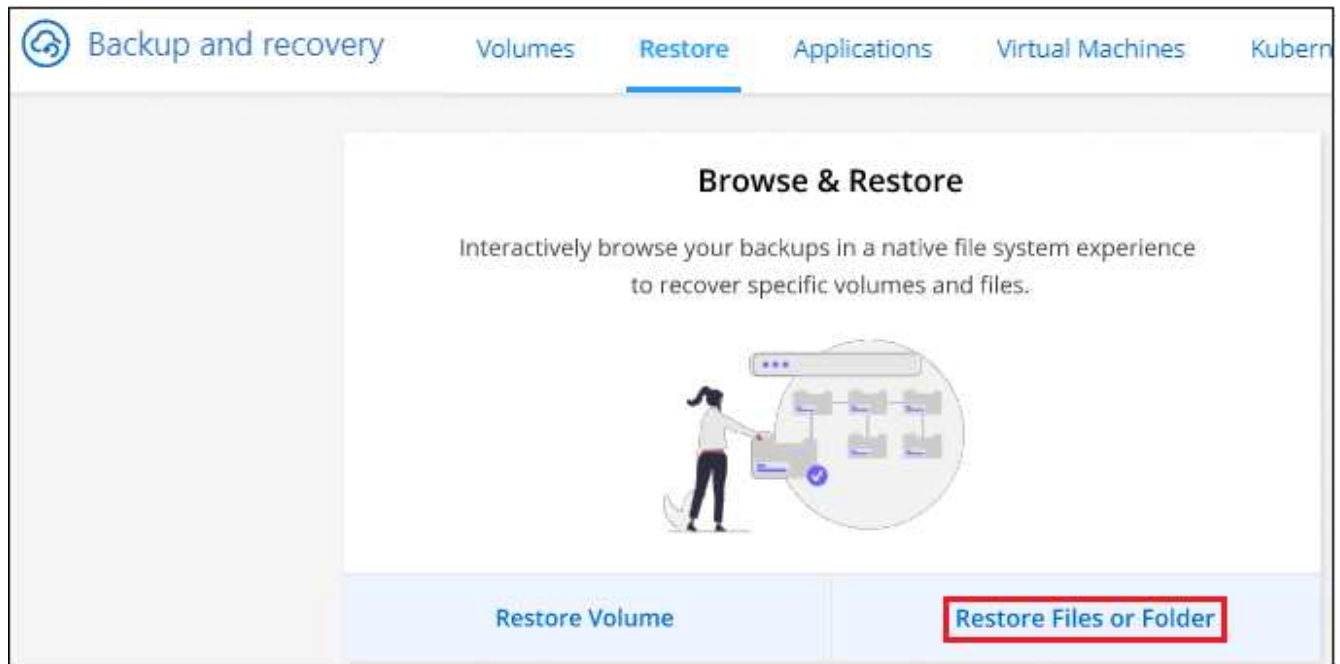 Backup and recovery Volumes Restore Applications Virtual Machines Kubern
Browse & Restore
Interactively browse your backups in a native file system experience
to recover specific volumes and files.
Restore Volume Restore Files or Folder